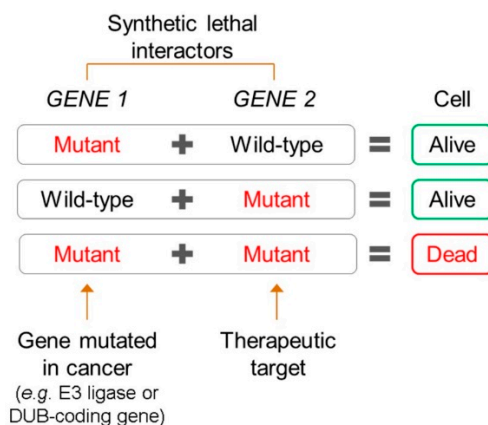 Synthetic lethal
interactors
GENE 1 GENE 2 Cell
Mutant + Wild-type = Alive
Wild-type + Mutant = Alive
Mutant + Mutant = Dead
Gene mutated
in cancer
(e.g. E3 ligase or
DUB-coding gene)
Therapeutic
target